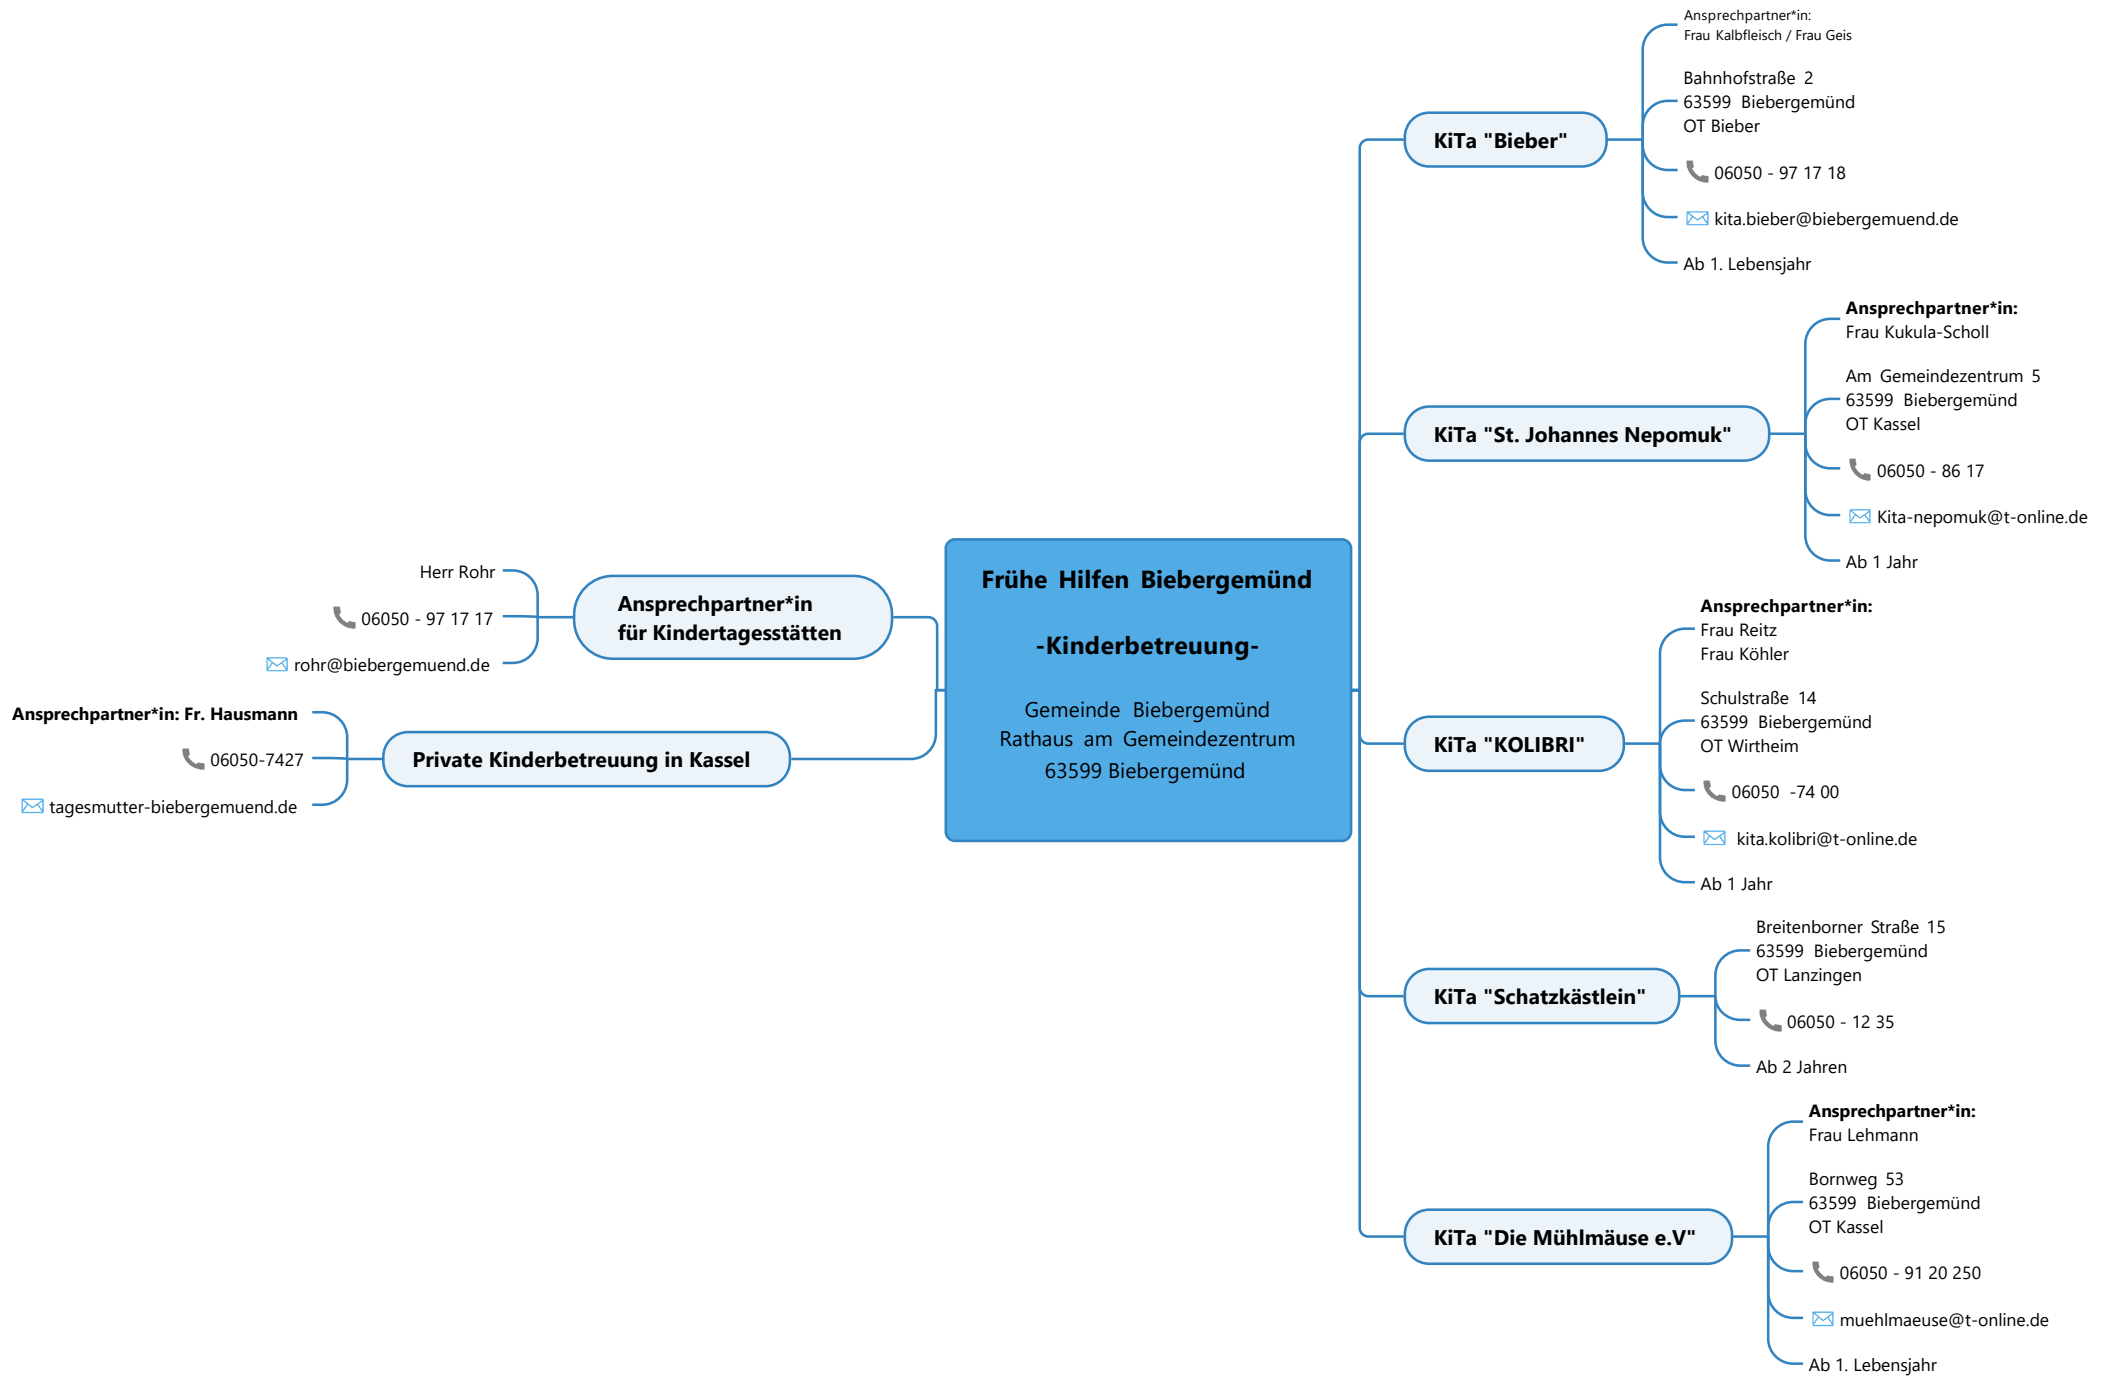 Frühe Hilfen Biebergemünd
-Kinderbetreuung-
Gemeinde Biebergemünd
Rathaus am Gemeindezentrum
63599 Biebergemünd
KiTa "Bieber"
Ansprechpartner*in:
Frau Kalbfleisch / Frau Geis
Bahnhofstraße 2
63599 Biebergemünd
OT Bieber
06050 - 97 17 18
kita.bieber@biebergemuend.de
Ab 1. Lebensjahr
KiTa "St. Johannes Nepomuk"
Ansprechpartner*in:
Frau Kukula-Scholl
Am Gemeindezentrum 5
63599 Biebergemünd
OT Kassel
06050 - 86 17
Kita-nepomuk@t-online.de
Ab 1 Jahr
KiTa "KOLIBRI"
Ansprechpartner*in:
Frau Reitz
Frau Köhler
Schulstraße 14
63599 Biebergemünd
OT Wirtheim
06050 -74 00
kita.kolibri@t-online.de
Ab 1 Jahr
KiTa "Schatzkästlein"
Breitenborner Straße 15
63599 Biebergemünd
OT Lanzingen
06050 - 12 35
Ab 2 Jahren
KiTa "Die Mühlmäuse e.V"
Ansprechpartner*in:
Frau Lehmann
Bornweg 53
63599 Biebergemünd
OT Kassel
06050 - 91 20 250
muehlmaeuse@t-online.de
Ab 1. Lebensjahr
Ansprechpartner*in
für Kindertagesstätten
Herr Rohr
06050 - 97 17 17
rohr@biebergemuend.de
Private Kinderbetreuung in Kassel
Ansprechpartner*in: Fr. Hausmann
06050-7427
tagesmutter-biebergemuend.de